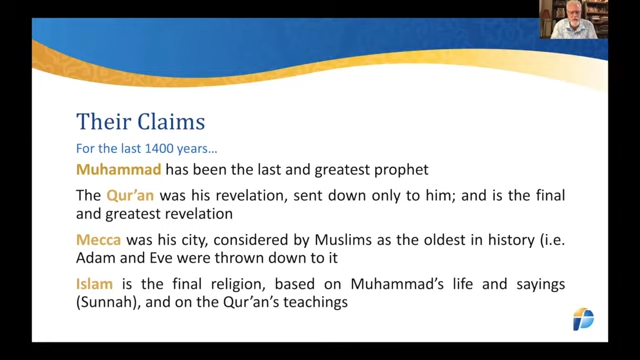 Their Claims
For the last 1400 years...
Muhammad has been the last and greatest prophet
The Qur'an was his revelation, sent down only to him; and is the final
and greatest revelation
Mecca was his city, considered by Muslims as the oldest in history (i.e.
Adam and Eve were thrown down to it
Islam is the final religion, based on Muhammad's life and sayings
(Sunnah), and on the Qur'an's teachings